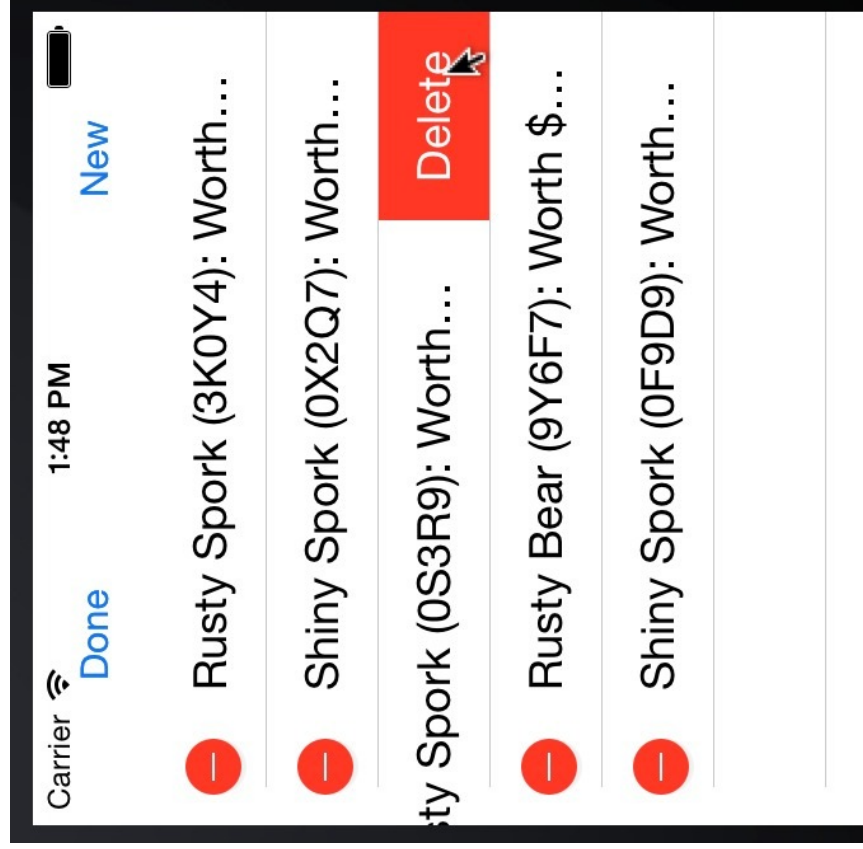 Carrier 1:48 PM
Done New
Rusty Spork (3K0Y4): Worth...
Shiny Spork (0X2Q7): Worth...
sty Spork (0S3R9): Worth... Delete
Rusty Bear (9Y6F7): Worth $...
Shiny Spork (0F9D9): Worth...